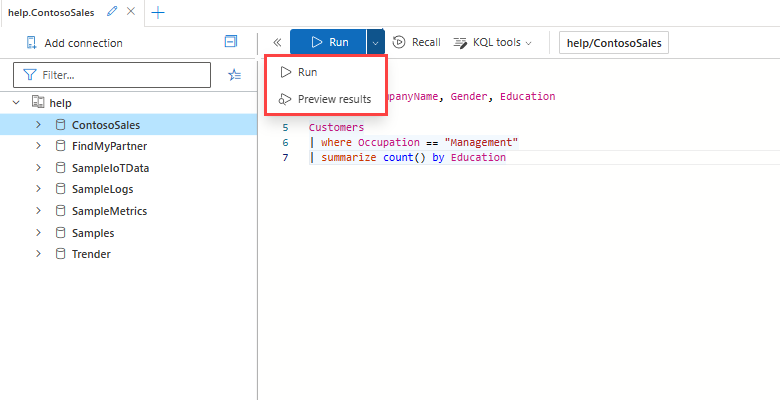 help.ContosoSales
Add connection
Run
Recall
KQL tools
help/ContosoSales
Filter...
Run
Preview results
help
ContosoSales
FindMyPartner
SampleIoTData
SampleLogs
SampleMetrics
Samples
Trender
, Gender, Education
5 Customers
6 | where Occupation == "Management"
7 | summarize count() by Education